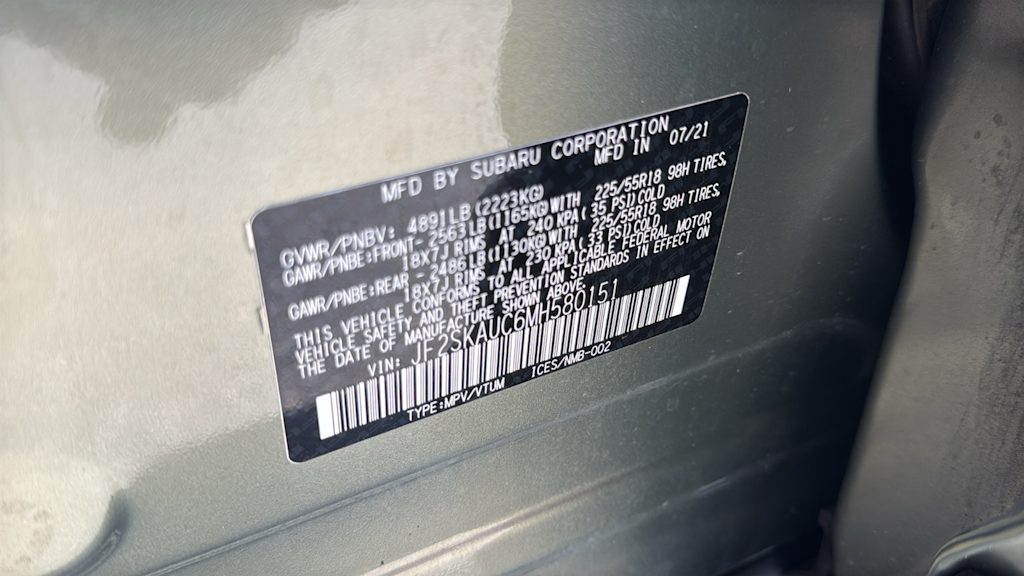 MFD BY SUBARU CORPORATION
MFD IN 07/21
GVWR/PNBV: 4891LB(2223KG)
GAWR/PNBE:FRONT- 2563LB(1165KG)WITH 225/55R18 98H TIRES,
18X7J RIMS AT 240 KPA( 35 PSI)COLD
GAWR/PNBE:REAR - 2486LB(1130KG)WITH 225/55R18 98H TIRES,
18X7J RIMS AT 230 KPA( 33 PSI)COLD
THIS VEHICLE CONFORMS TO ALL APPLICABLE FEDERAL MOTOR
VEHICLE SAFETY AND THEFT PREVENTION STANDARDS IN EFFECT ON
THE DATE OF MANUFACTURE SHOWN ABOVE.
VIN: JF2SKAUC6MH580151
TYPE:MPV/VTUM ICES/NMB-002